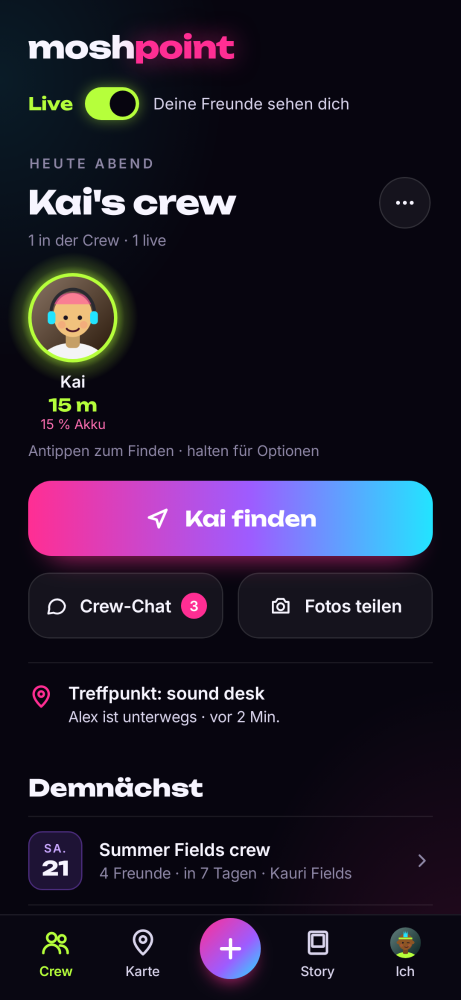 moshpoint
Live
Deine Freunde sehen dich
HEUTE ABEND
Kai's crew
1 in der Crew · 1 live
Kai
15 m
15 % Akku
Antippen zum Finden · halten für Optionen
Kai finden
Crew-Chat 3
Fotos teilen
Treffpunkt: sound desk
Alex ist unterwegs · vor 2 Min.
Demnächst
SA.
21
Summer Fields crew
4 Freunde · in 7 Tagen · Kauri Fields
Crew
Karte
Story
Ich